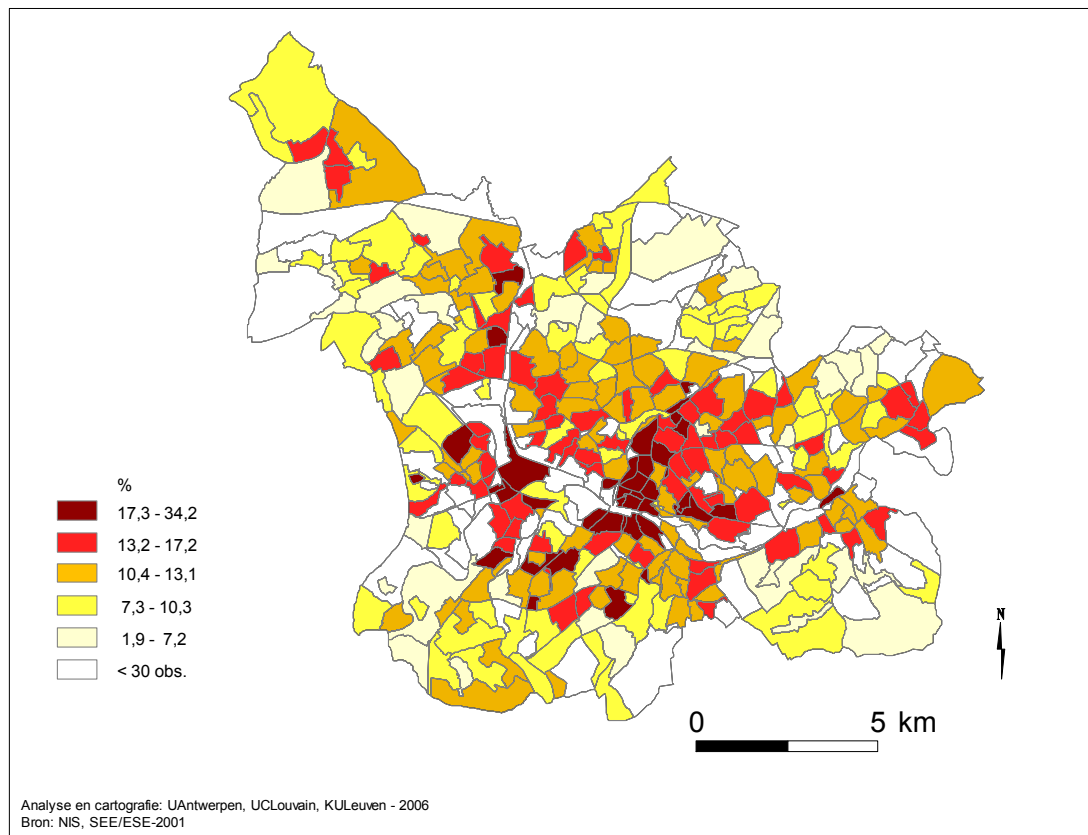 %
17,3 - 34,2
13,2 - 17,2
10,4 - 13,1
7,3 - 10,3
1,9 - 7,2
< 30 obs.
N
0 5 km
Analyse en cartografie: UAntwerpen, UCLouvain, KULeuven - 2006
Bron: NIS, SEE/ESE-2001